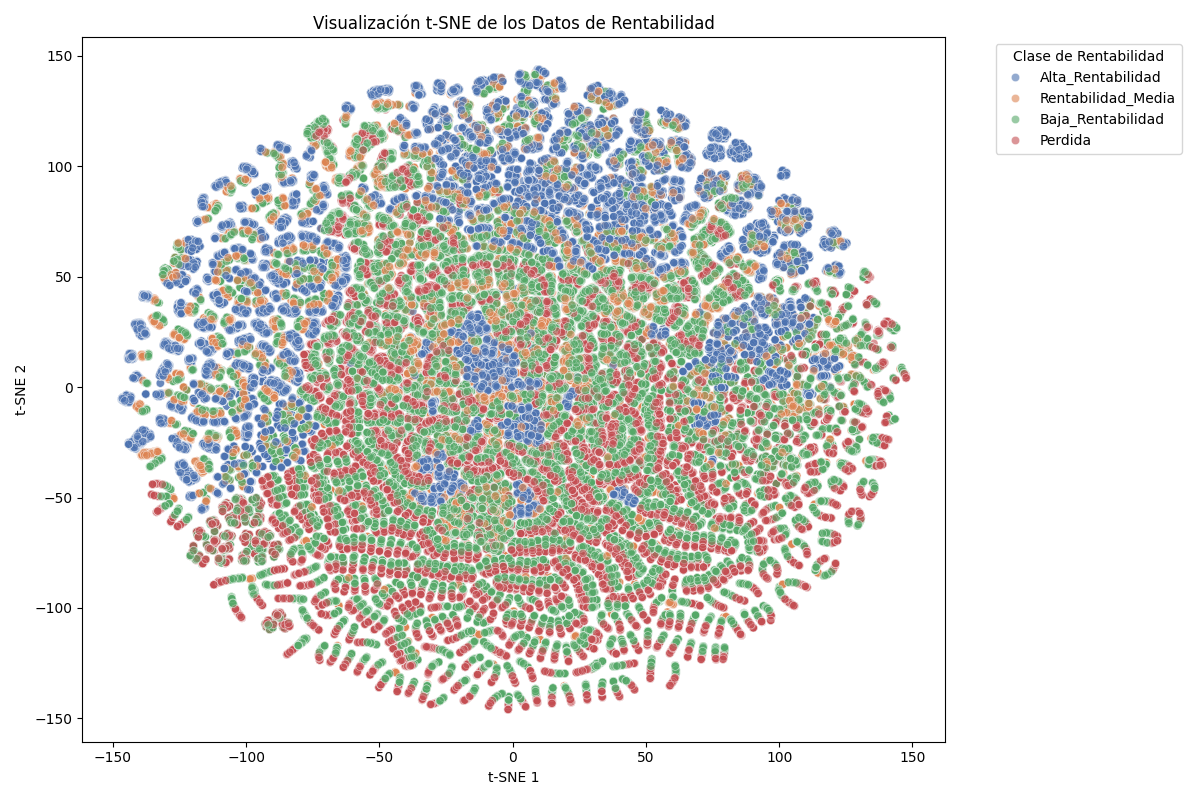 Visualización t-SNE de los Datos de Rentabilidad
Clase de Rentabilidad
Alta_Rentabilidad
Rentabilidad_Media
Baja_Rentabilidad
Perdida
t-SNE 2
150
100
50
0
−50
−100
−150
−150 −100 −50 0 50 100 150
t-SNE 1